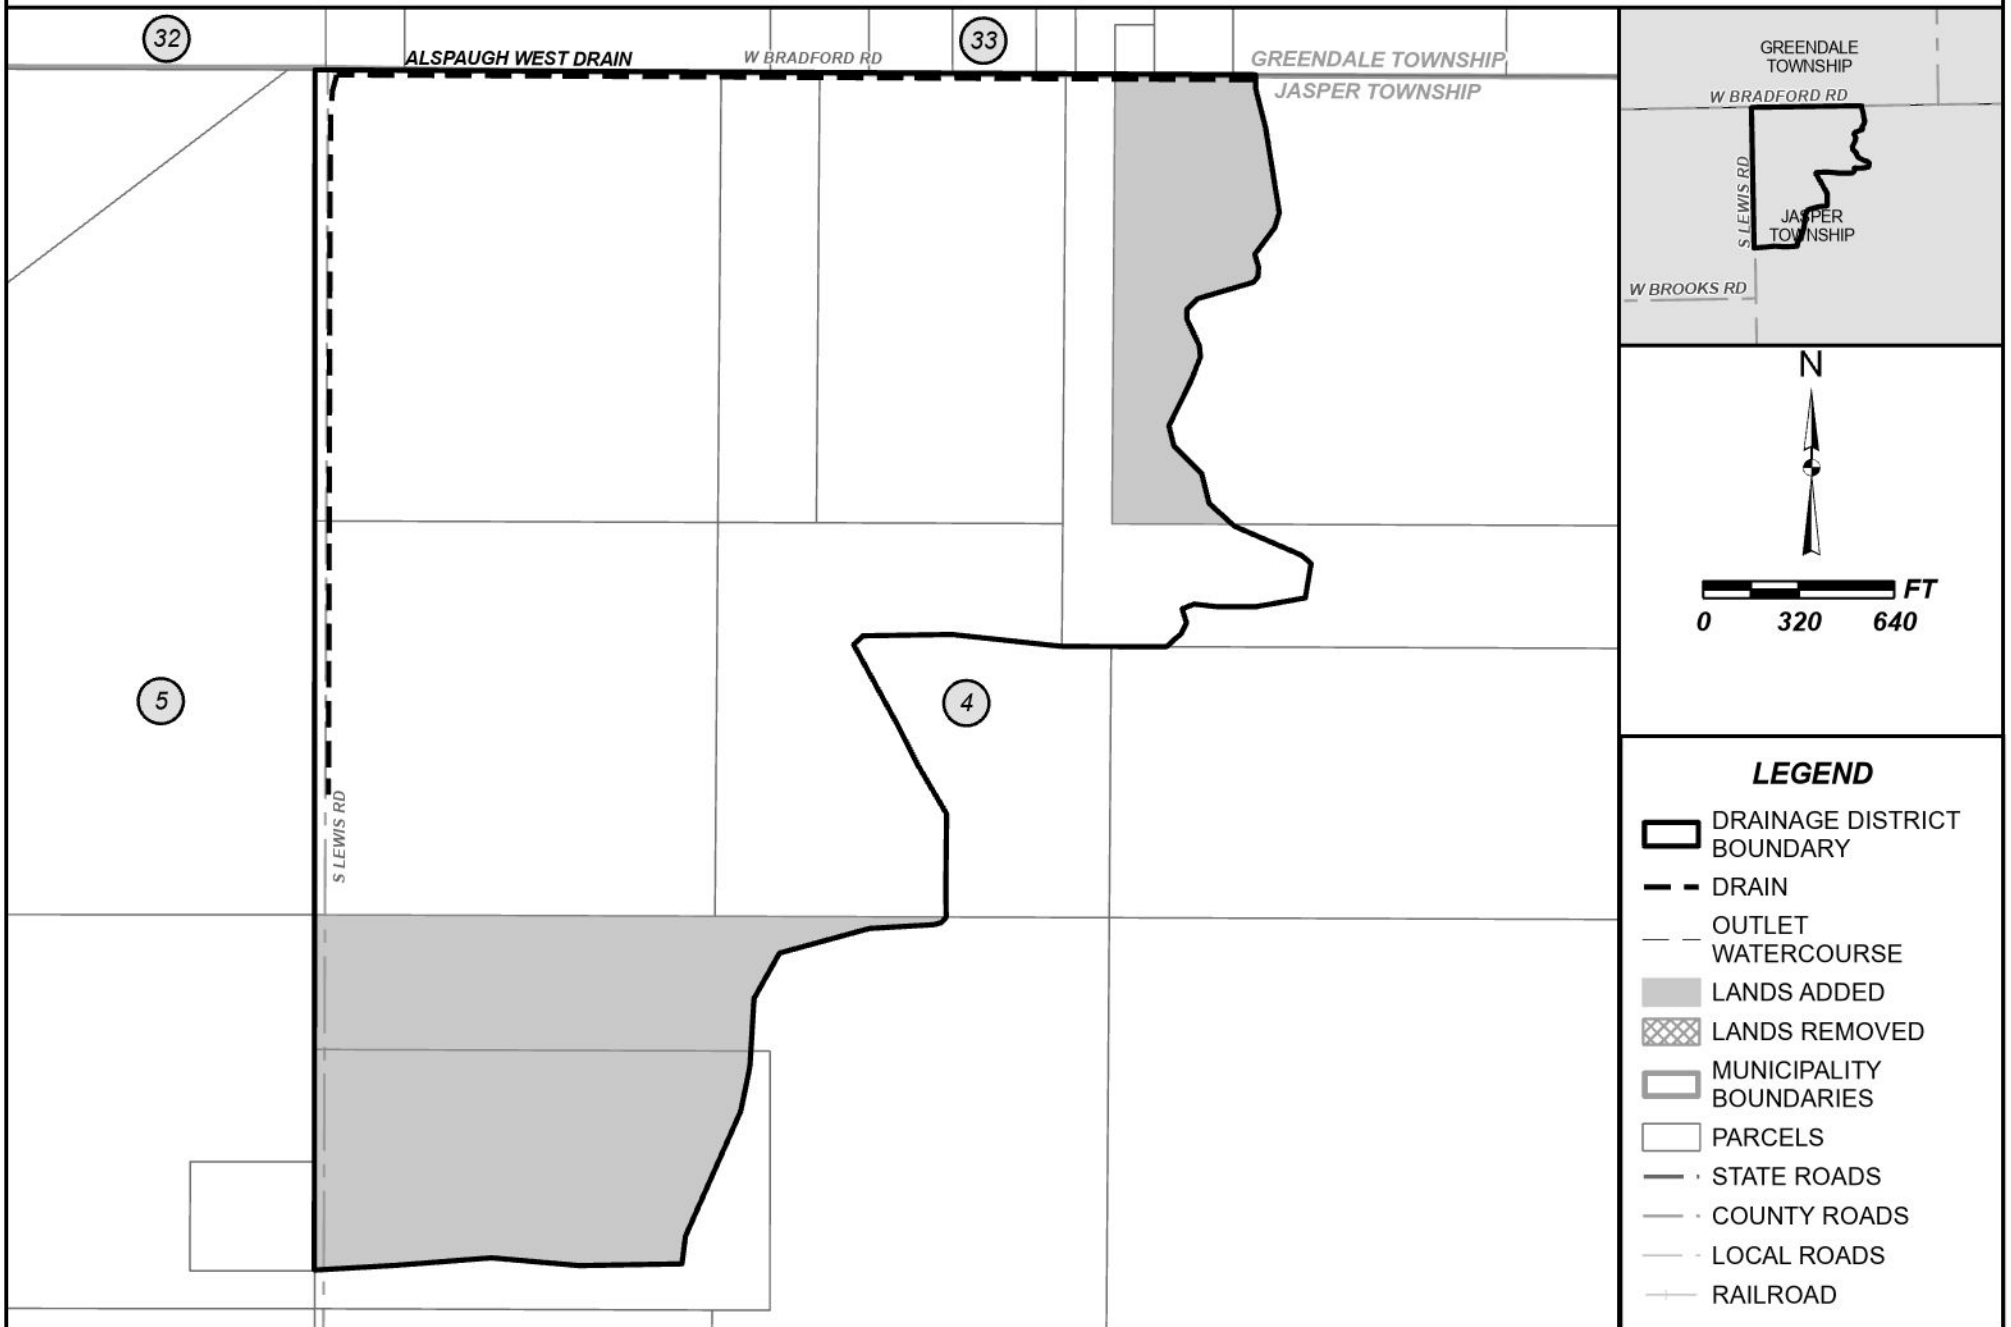 32
33
ALSPAUGH WEST DRAIN
W BRADFORD RD
GREENDALE TOWNSHIP
JASPER TOWNSHIP
5
4
S LEWIS RD
GREENDALE
TOWNSHIP
W BRADFORD RD
S LEWIS RD
JASPER
TOWNSHIP
W BROOKS RD
N
FT
0 320 640
LEGEND
DRAINAGE DISTRICT
BOUNDARY
DRAIN
OUTLET
WATERCOURSE
LANDS ADDED
LANDS REMOVED
MUNICIPALITY
BOUNDARIES
PARCELS
STATE ROADS
COUNTY ROADS
LOCAL ROADS
RAILROAD